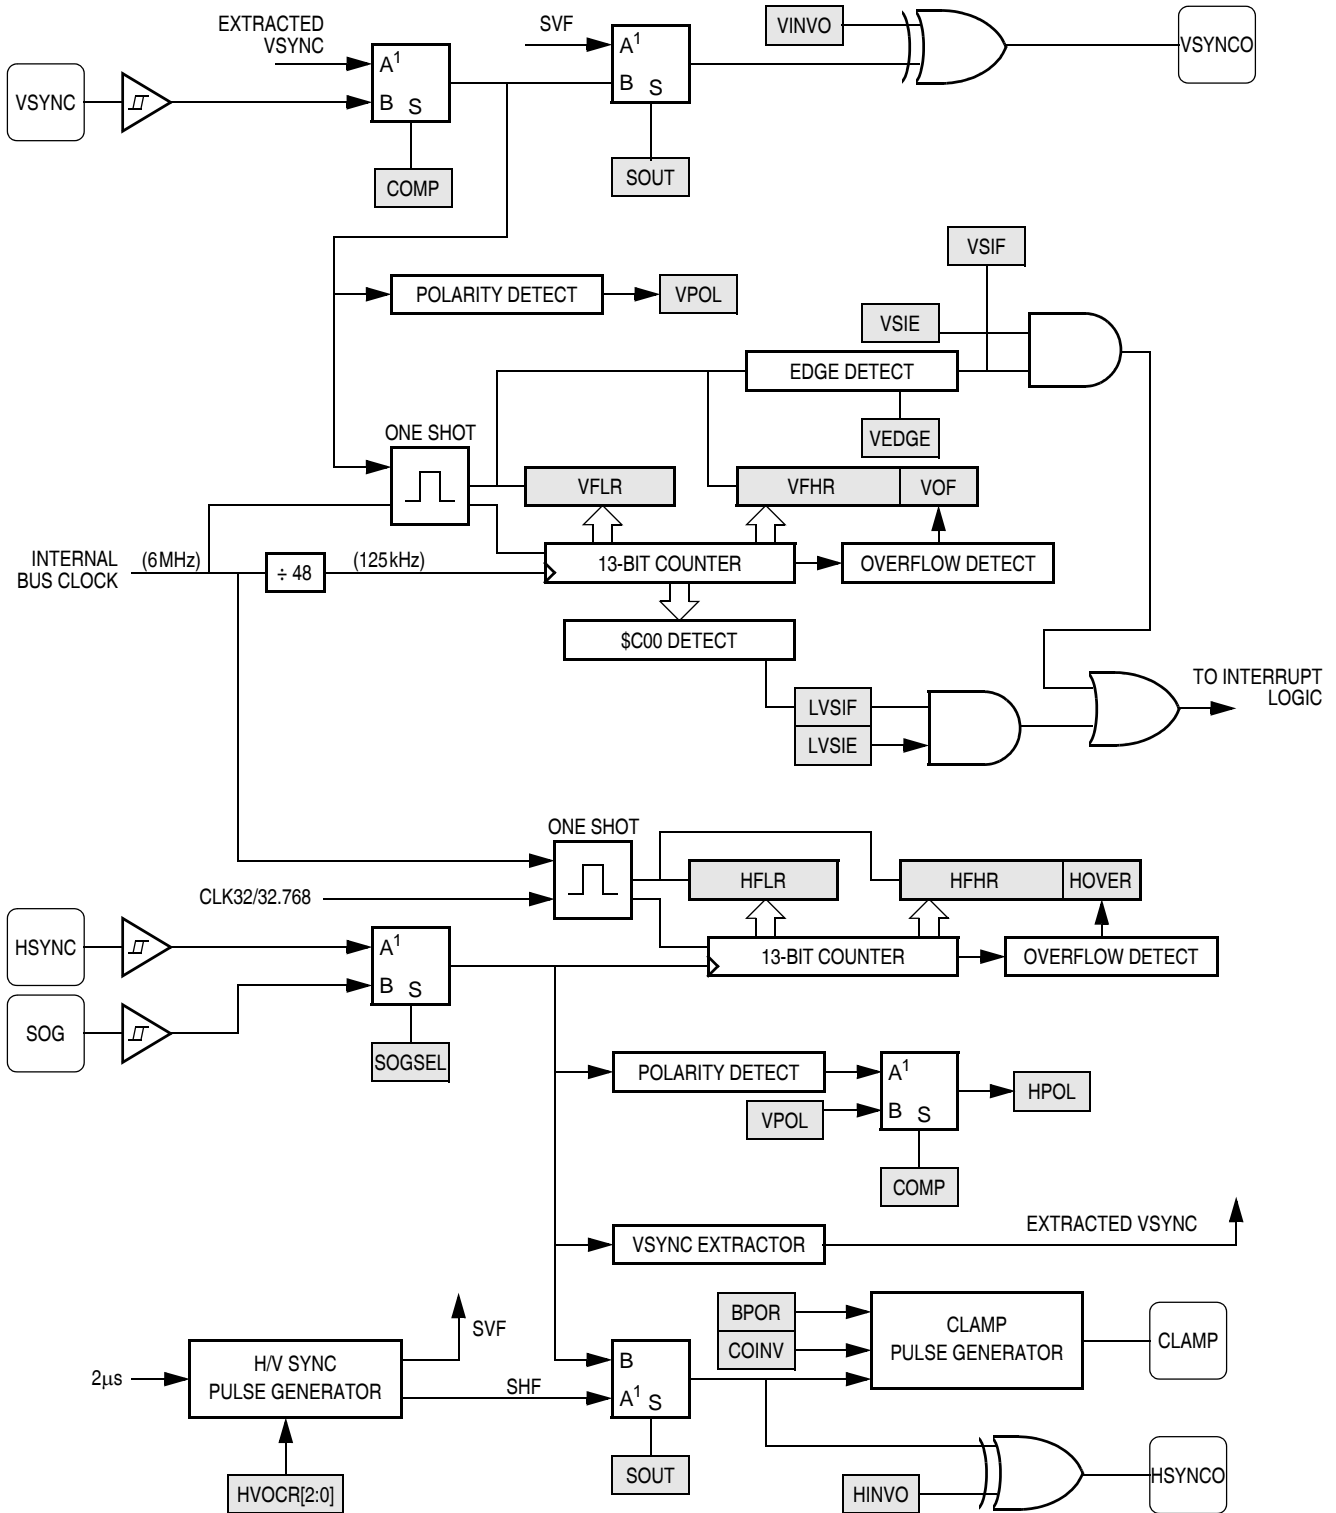 EXTRACTED
VSYNC
SVF
VINVO
VSYNCO
A1
B S
A1
B S
VSYNC
COMP
SOUT
VSIF
POLARITY DETECT
VPOL
VSIE
EDGE DETECT
VEDGE
ONE SHOT
VFLR
VFHR
VOF
INTERNAL
BUS CLOCK
(6MHz)
÷ 48
(125kHz)
13-BIT COUNTER
OVERFLOW DETECT
$C00 DETECT
LVSIF
LVSIE
TO INTERRUPT
LOGIC
ONE SHOT
HFLR
HFHR
HOVER
CLK32/32.768
HSYNC
A1
B S
13-BIT COUNTER
OVERFLOW DETECT
SOG
SOGSEL
POLARITY DETECT
A1
B S
HPOL
VPOL
COMP
VSYNC EXTRACTOR
EXTRACTED VSYNC
SVF
BPOR
COINV
CLAMP
PULSE GENERATOR
CLAMP
2µs
H/V SYNC
PULSE GENERATOR
SHF
B
A1 S
SOUT
HVOCR[2:0]
HINVO
HSYNCO